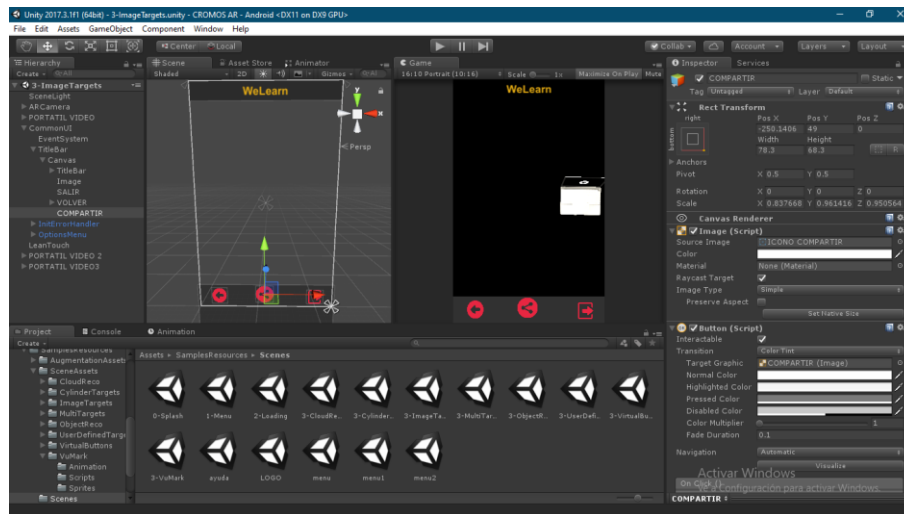 Unity 2017.3.1f1 (64bit) - 3-ImageTargets.unity - CROMOS AR - Android <DX11 on DX9 GPU>
File Edit Assets GameObject Component Window Help
Center Local Collab Account Layers Layout
Hierarchy
Create
3-ImageTargets
SceneLight
ARCamera
PORTATIL VIDEO
CommonUI
EventSystem
TitleBar
Canvas
TitleBar
Image
SALIR
VOLVER
COMPARTIR
InitErrorHandler
OptionsMenu
LeanTouch
PORTATIL VIDEO 2
PORTATIL VIDEO3
Scene Asset Store Animator
Shaded 2D Gizmos
WeLearn
y
x
Persp
Game
16:10 Portrait (10:16) Scale 1x Maximize On Play Mute
WeLearn
Inspector Services
COMPARTIR Static
Tag Untagged Layer Default
Rect Transform
right Pos X Pos Y Pos Z
bottom -250.1406 49 0
Width Height
78.3 68.3 R
Anchors
Pivot X 0.5 Y 0.5
Rotation X 0 Y 0 Z 0
Scale X 0.837668 Y 0.961416 Z 0.950564
Canvas Renderer
Image (Script)
Source Image ICONO COMPARTIR
Color
Material None (Material)
Raycast Target
Image Type Simple
Preserve Aspect
Set Native Size
Button (Script)
Interactable
Transition Color Tint
Target Graphic COMPARTIR (Image)
Normal Color
Highlighted Color
Pressed Color
Disabled Color
Color Multiplier 1
Fade Duration 0.1
Navigation Automatic
Visualize
On Click ()
Activar Windows
Configuración para activar Windows.
COMPARTIR
Project Console Animation
Create
SamplesResources
AugmentationAssets
SceneAssets
CloudReco
CylinderTargets
ImageTargets
MultiTargets
ObjectReco
UserDefinedTarge
VirtualButtons
VuMark
Animation
Scripts
Sprites
Scenes
Assets ▸ SamplesResources ▸ Scenes
0-Splash 1-Menu 2-Loading 3-CloudRe... 3-Cylinder... 3-ImageTa... 3-MultiTar... 3-ObjectR... 3-UserDefi... 3-VirtualBu...
3-VuMark ayuda LOGO menu menu1 menu2